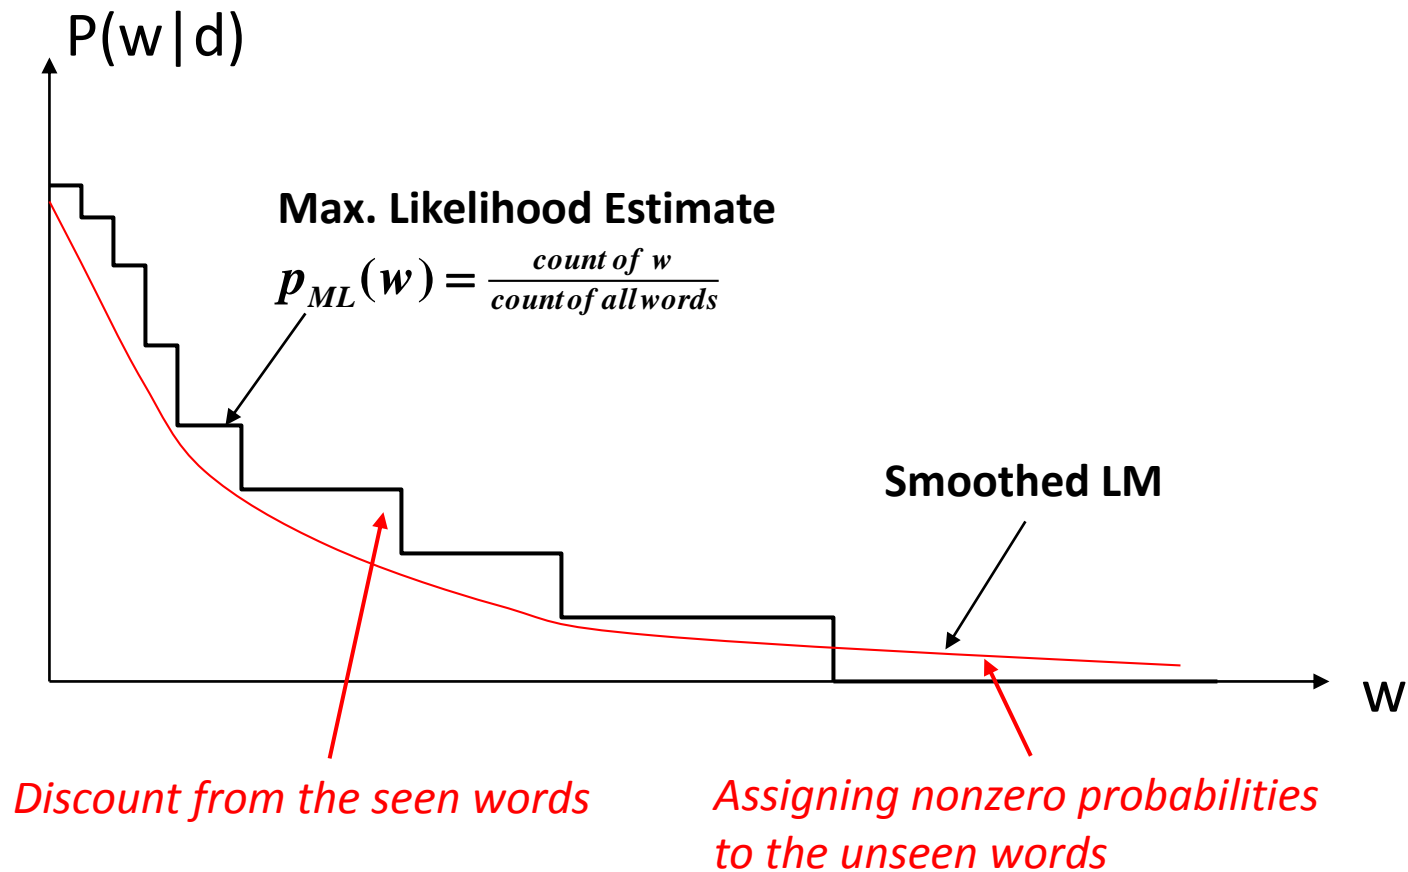 P(w|d)
Max. Likelihood Estimate
p_ML(w) = count of w / count of all words
Smoothed LM
w
Discount from the seen words
Assigning nonzero probabilities
to the unseen words